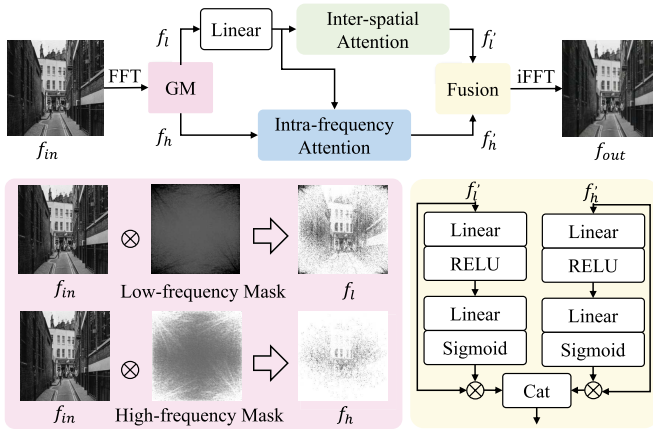 f_l
Linear
Inter-spatial
Attention
f_l'
FFT
GM
Fusion
iFFT
f_in
f_h
Intra-frequency
Attention
f_h'
f_out
f_in
⊗
Low-frequency Mask
f_l
f_in
⊗
High-frequency Mask
f_h
f_l'
f_h'
Linear
Linear
RELU
RELU
Linear
Linear
Sigmoid
Sigmoid
⊗
Cat
⊗